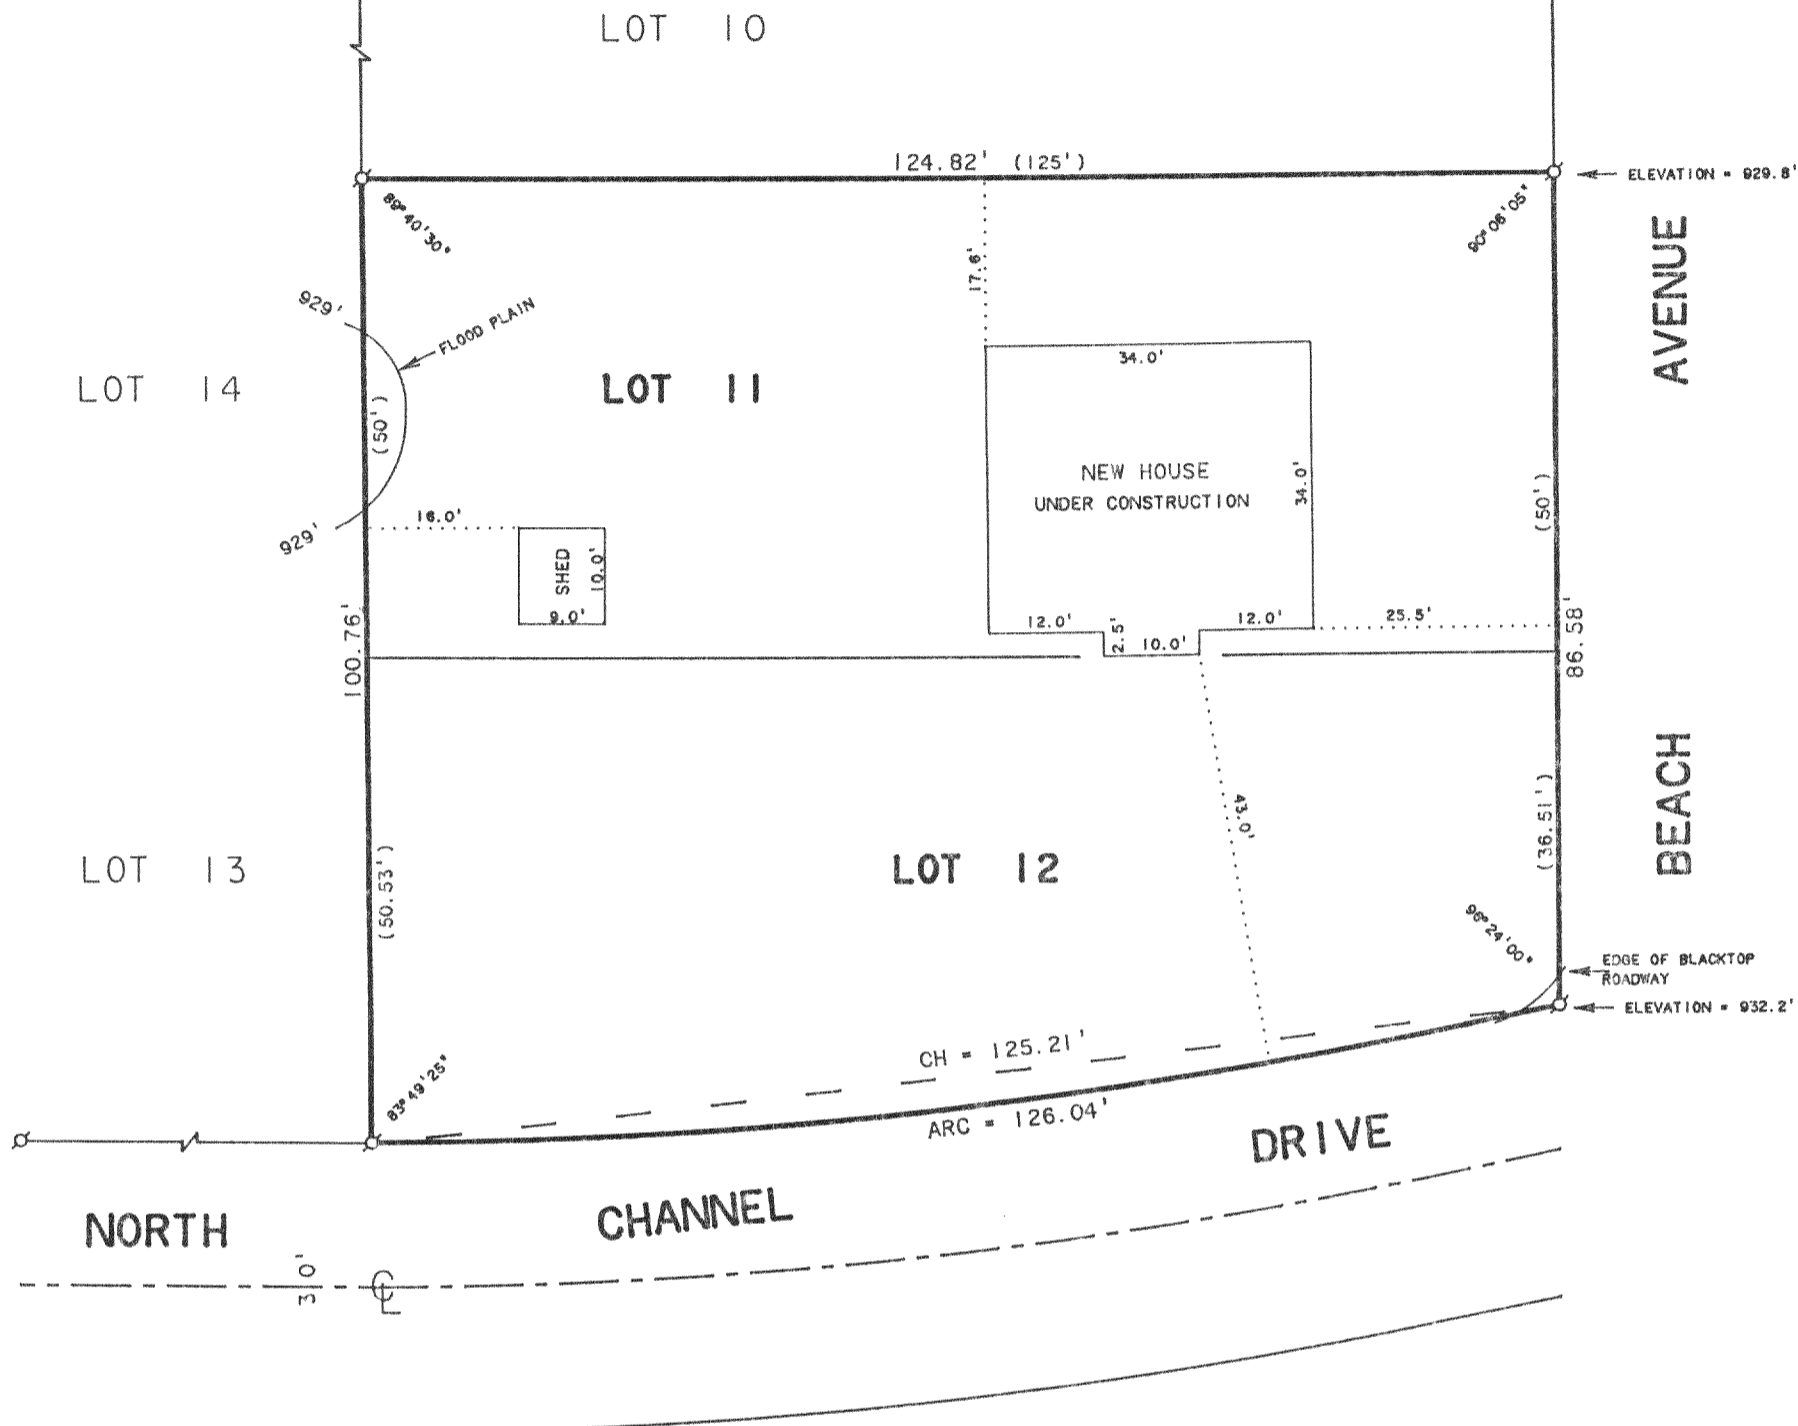 LOT 10
124.82' (125')
ELEVATION = 929.8'
89°40'30"
90°06'05"
AVENUE
17.6'
929'
FLOOD PLAIN
34.0'
LOT 14
(50')
LOT 11
NEW HOUSE
UNDER CONSTRUCTION
34.0'
(50')
16.0'
929'
SHED
10.0'
9.0'
12.0'
2.5'
10.0'
12.0'
25.5'
100.76'
86.58'
BEACH
43.0'
(36.51')
LOT 13
(50.53')
LOT 12
96°24'00"
EDGE OF BLACKTOP
ROADWAY
ELEVATION = 932.2'
CH = 125.21'
83°49'25"
ARC = 126.04'
NORTH CHANNEL DRIVE
30'
℄